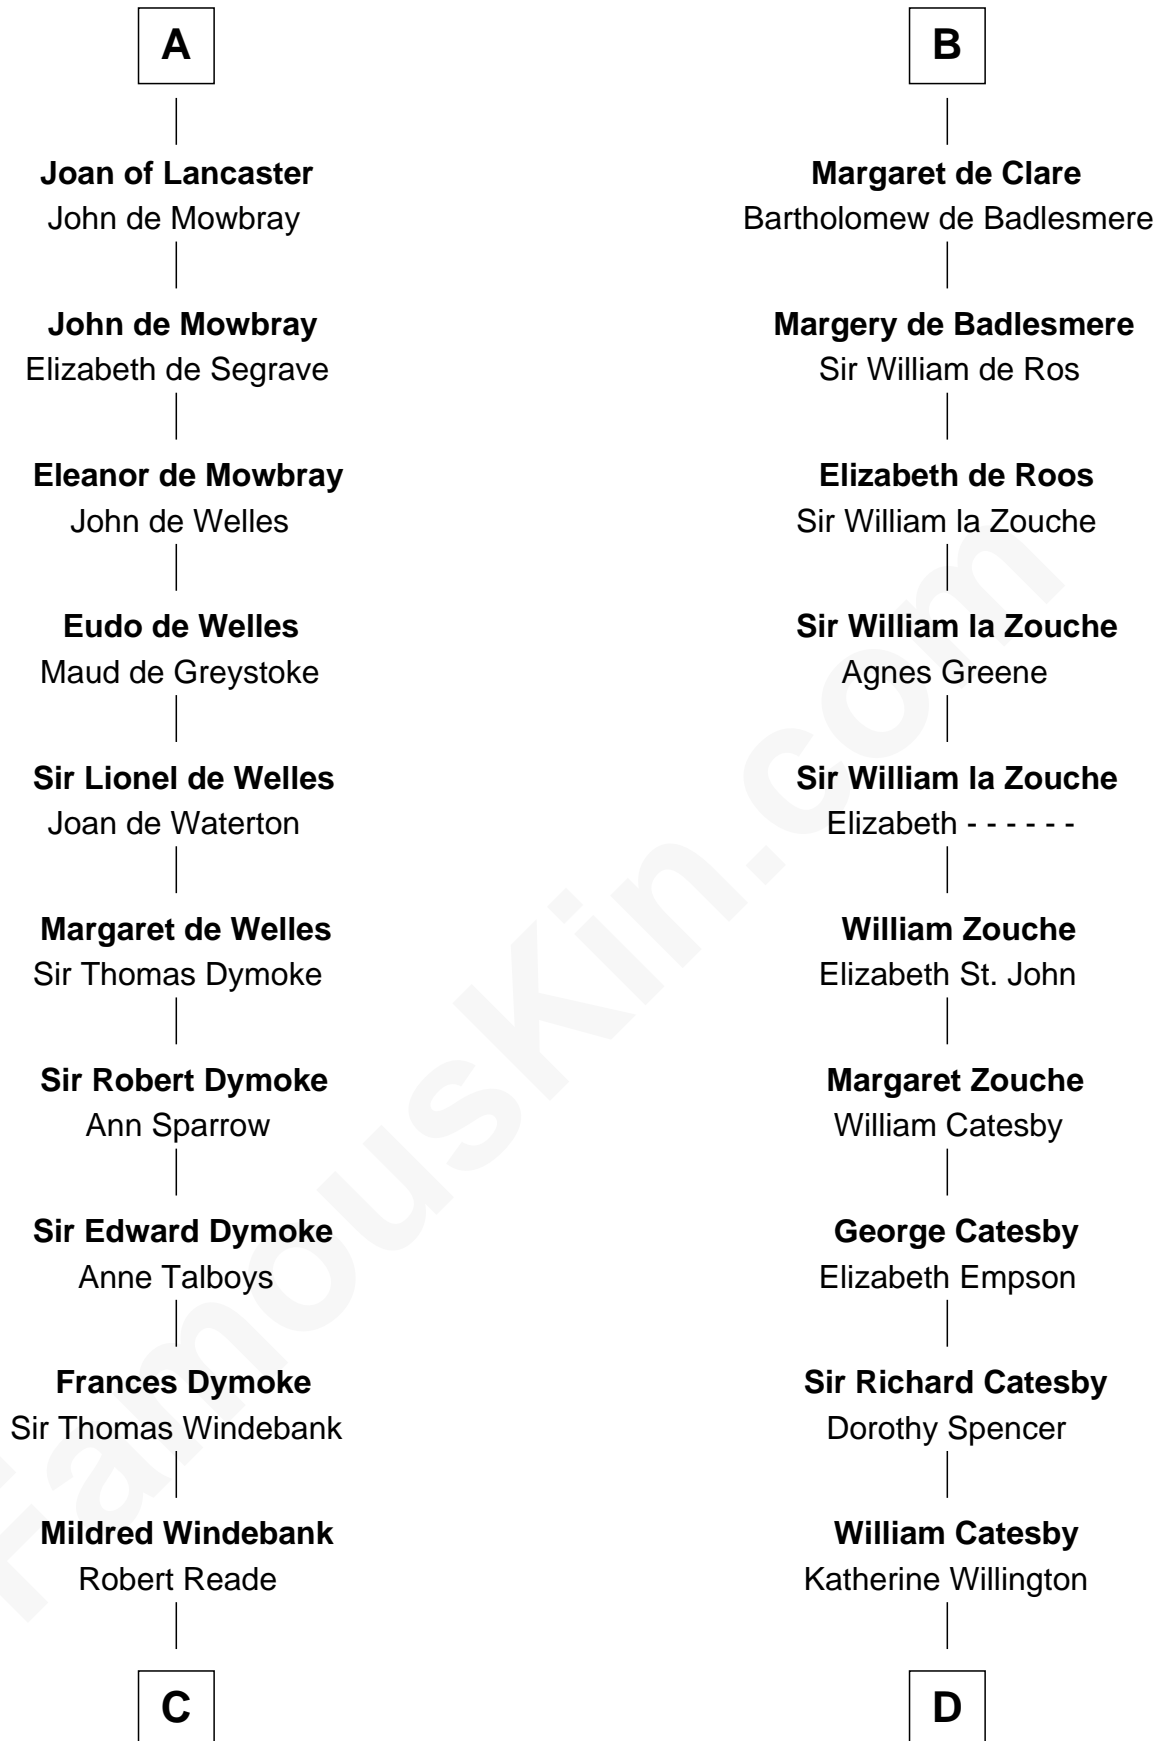 A
Joan of Lancaster
John de Mowbray
John de Mowbray
Elizabeth de Segrave
Eleanor de Mowbray
John de Welles
Eudo de Welles
Maud de Greystoke
Sir Lionel de Welles
Joan de Waterton
Margaret de Welles
Sir Thomas Dymoke
Sir Robert Dymoke
Ann Sparrow
Sir Edward Dymoke
Anne Talboys
Frances Dymoke
Sir Thomas Windebank
Mildred Windebank
Robert Reade
C
B
Margaret de Clare
Bartholomew de Badlesmere
Margery de Badlesmere
Sir William de Ros
Elizabeth de Roos
Sir William la Zouche
Sir William la Zouche
Agnes Greene
Sir William la Zouche
Elizabeth - - - - - -
William Zouche
Elizabeth St. John
Margaret Zouche
William Catesby
George Catesby
Elizabeth Empson
Sir Richard Catesby
Dorothy Spencer
William Catesby
Katherine Willington
D
FamousKin.com